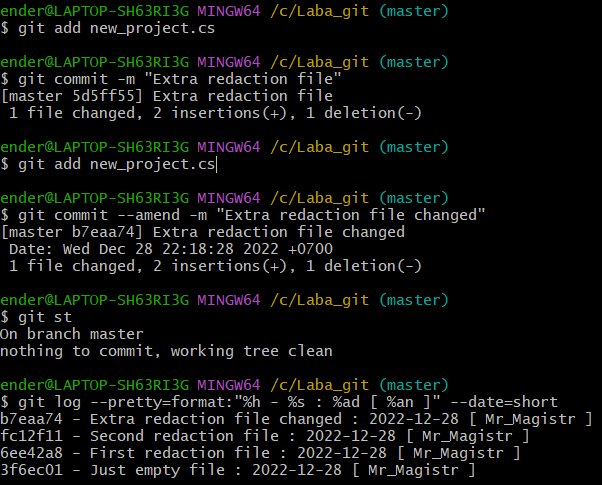 ender@LAPTOP-SH63RI3G MINGW64 /c/Laba_git (master)
$ git add new_project.cs
ender@LAPTOP-SH63RI3G MINGW64 /c/Laba_git (master)
$ git commit -m "Extra redaction file"
[master 5d5ff55] Extra redaction file
 1 file changed, 2 insertions(+), 1 deletion(-)
ender@LAPTOP-SH63RI3G MINGW64 /c/Laba_git (master)
$ git add new_project.cs
ender@LAPTOP-SH63RI3G MINGW64 /c/Laba_git (master)
$ git commit --amend -m "Extra redaction file changed"
[master b7eaa74] Extra redaction file changed
 Date: Wed Dec 28 22:18:28 2022 +0700
 1 file changed, 2 insertions(+), 1 deletion(-)
ender@LAPTOP-SH63RI3G MINGW64 /c/Laba_git (master)
$ git st
On branch master
nothing to commit, working tree clean
ender@LAPTOP-SH63RI3G MINGW64 /c/Laba_git (master)
$ git log --pretty=format:"%h - %s : %ad [ %an ]" --date=short
b7eaa74 - Extra redaction file changed : 2022-12-28 [ Mr_Magistr ]
fc12f11 - Second redaction file : 2022-12-28 [ Mr_Magistr ]
6ee42a8 - First redaction file : 2022-12-28 [ Mr_Magistr ]
3f6ec01 - Just empty file : 2022-12-28 [ Mr_Magistr ]